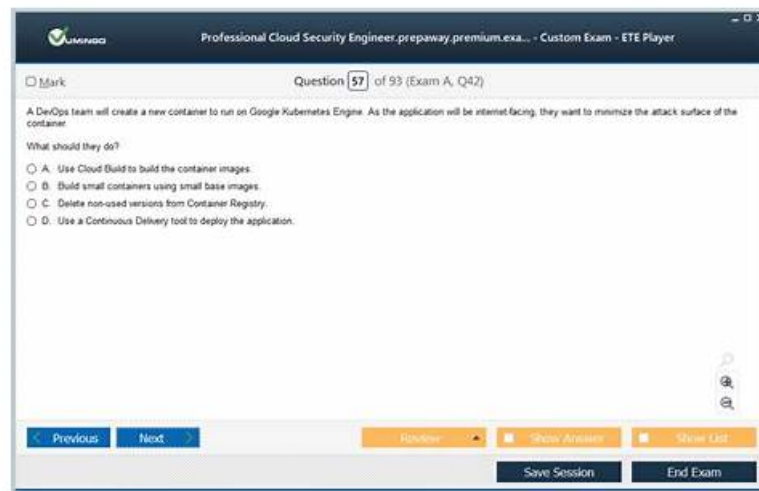 VUMINGO
Professional Cloud Security Engineer.prepaway.premium.exa... - Custom Exam - ETE Player
Mark
Question 57 of 93 (Exam A, Q42)
A DevOps team will create a new container to run on Google Kubernetes Engine. As the application will be internet-facing, they want to minimize the attack surface of the
container.
What should they do?
A. Use Cloud Build to build the container images.
B. Build small containers using small base images.
C. Delete non-used versions from Container Registry.
D. Use a Continuous Delivery tool to deploy the application.
Previous Next Review Show Answer Show List
Save Session End Exam